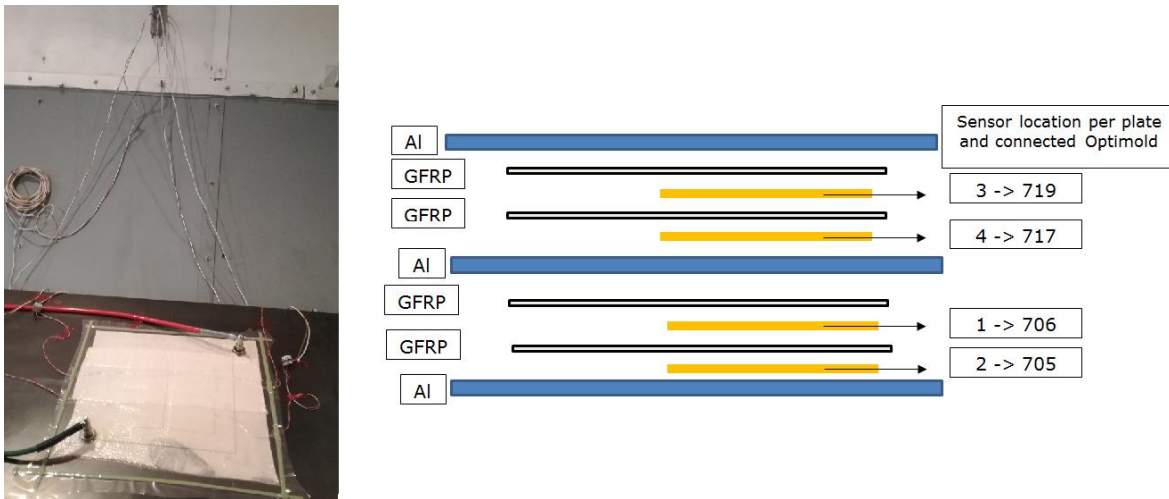 Sensor location per plate
and connected Optimold
Al
GFRP
3 -> 719
GFRP
4 -> 717
Al
GFRP
1 -> 706
GFRP
2 -> 705
Al